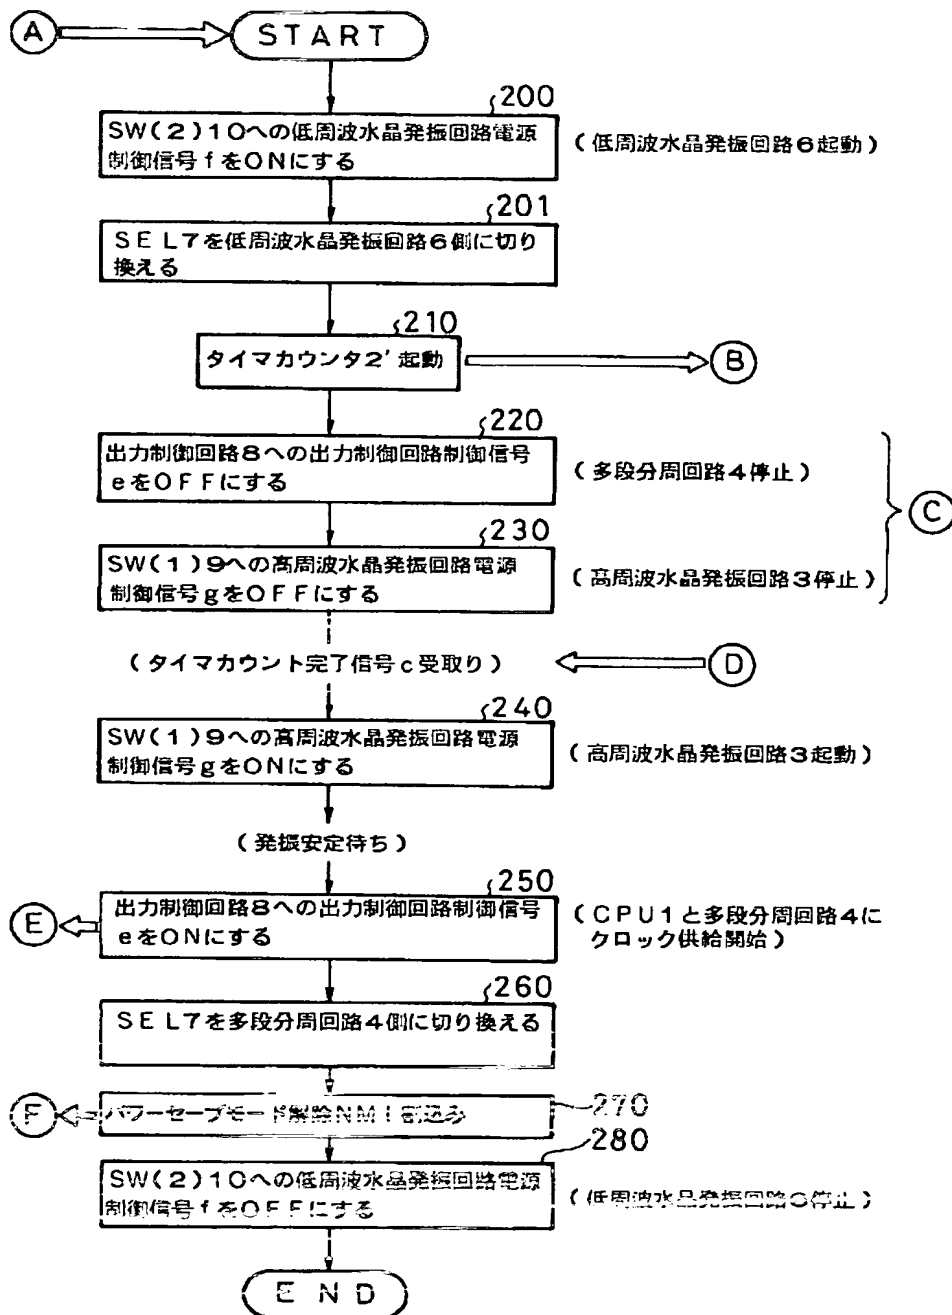 A
START
200
SW(2)10への低周波水晶発振回路電源
制御信号fをONにする
(低周波水晶発振回路6起動)
201
SEL7を低周波水晶発振回路6側に切り
換える
210
タイマカウンタ2'起動
B
220
出力制御回路8への出力制御回路制御信号
eをOFFにする
(多段分周回路4停止)
C
230
SW(1)9への高周波水晶発振回路電源
制御信号gをOFFにする
(高周波水晶発振回路3停止)
(タイマカウント完了信号c受取り)
D
240
SW(1)9への高周波水晶発振回路電源
制御信号gをONにする
(高周波水晶発振回路3起動)
(発振安定待ち)
250
E
出力制御回路8への出力制御回路制御信号
eをONにする
(CPU1と多段分周回路4に
クロック供給開始)
260
SEL7を多段分周回路4側に切り換える
F
パワーセーブモード解除NMI割込み
270
280
SW(2)10への低周波水晶発振回路電源
制御信号fをOFFにする
(低周波水晶発振回路6停止)
END